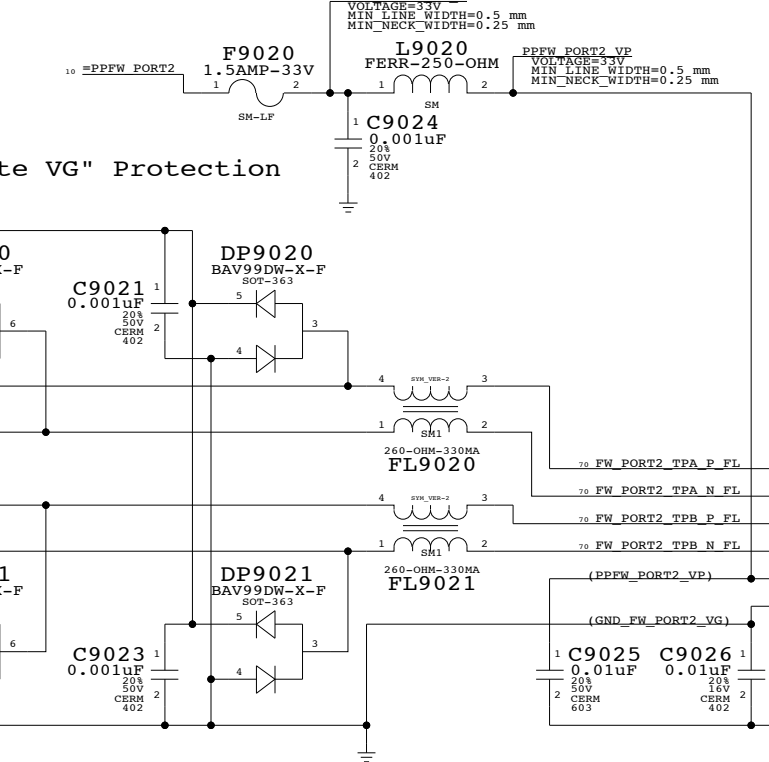 VOLTAGE=33V
MIN_LINE_WIDTH=0.5 mm
MIN_NECK_WIDTH=0.25 mm
F9020
1.5AMP-33V
L9020
FERR-250-OHM
PPFW_PORT2_VP
VOLTAGE=33V
MIN_LINE_WIDTH=0.5 mm
MIN_NECK_WIDTH=0.25 mm
10 =PPFW_PORT2
1 2
1 2
SM-LF
SM
1 C9024
0.001uF
20%
50V
CERM
402
2
te VG" Protection
0
X-F
DP9020
BAV99DW-X-F
SOT-363
C9021 1
0.001uF
20%
50V
CERM
402
2
5
6
3
4
4 SYM_VER-2 3
1 SM1 2
260-OHM-330MA
FL9020
70 FW_PORT2_TPA_P_FL
70 FW_PORT2_TPA_N_FL
4 SYM_VER-2 3
70 FW_PORT2_TPB_P_FL
1 SM1 2
70 FW_PORT2_TPB_N_FL
260-OHM-330MA
FL9021
1
X-F
DP9021
BAV99DW-X-F
SOT-363
(PPFW_PORT2_VP)
(GND_FW_PORT2_VG)
5
6
3
4
C9023 1
0.001uF
20%
50V
CERM
402
2
1 C9025
0.01uF
20%
50V
CERM
603
2
C9026 1
0.01uF
20%
16V
CERM
402
2